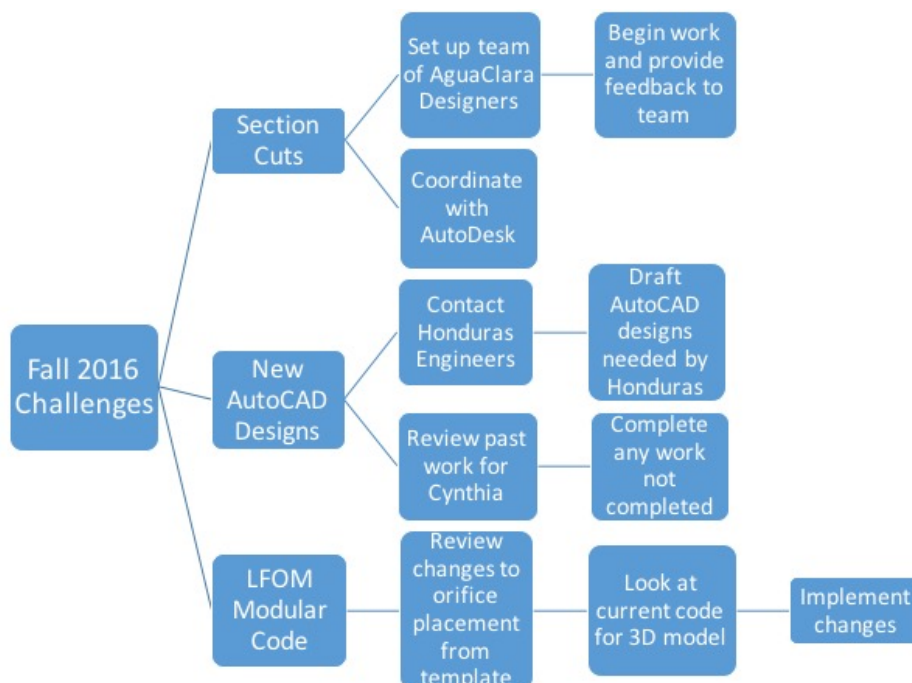 Fall 2016
Challenges
Section
Cuts
Set up team
of AguaClara
Designers
Begin work
and provide
feedback to
team
Coordinate
with
AutoDesk
New
AutoCAD
Designs
Contact
Honduras
Engineers
Draft
AutoCAD
designs
needed by
Honduras
Review past
work for
Cynthia
Complete
any work
not
completed
LFOM
Modular
Code
Review
changes to
orifice
placement
from
template
Look at
current code
for 3D model
Implement
changes